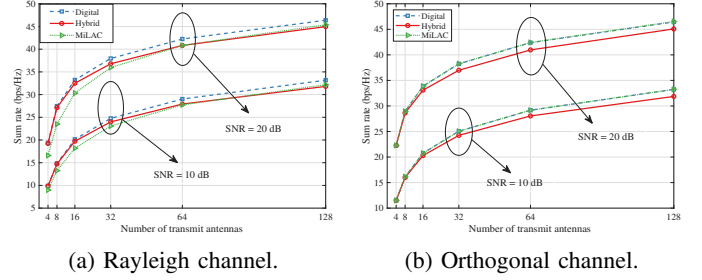 50
45
40
35
30
25
20
15
10
5
Sum rate (bps/Hz)
Digital
Hybrid
MiLAC
SNR = 20 dB
SNR = 10 dB
4 8 16 32 64 128
Number of transmit antennas
(a) Rayleigh channel.
50
45
40
35
30
25
20
15
10
Sum rate (bps/Hz)
Digital
Hybrid
MiLAC
SNR = 20 dB
SNR = 10 dB
4 8 16 32 64 128
Number of transmit antennas
(b) Orthogonal channel.